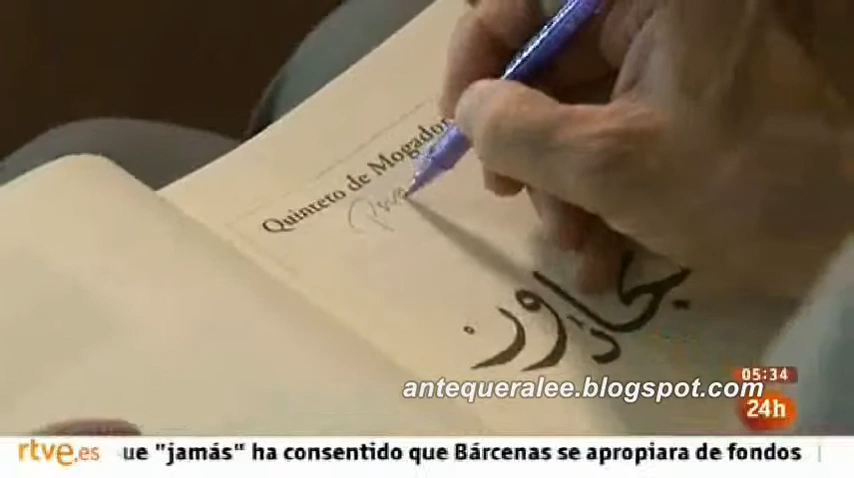 Quinteto de Mogador
antequeralee.blogspot.com
05:34
24h
rtve.es ue "jamás" ha consentido que Bárcenas se apropiara de fondos